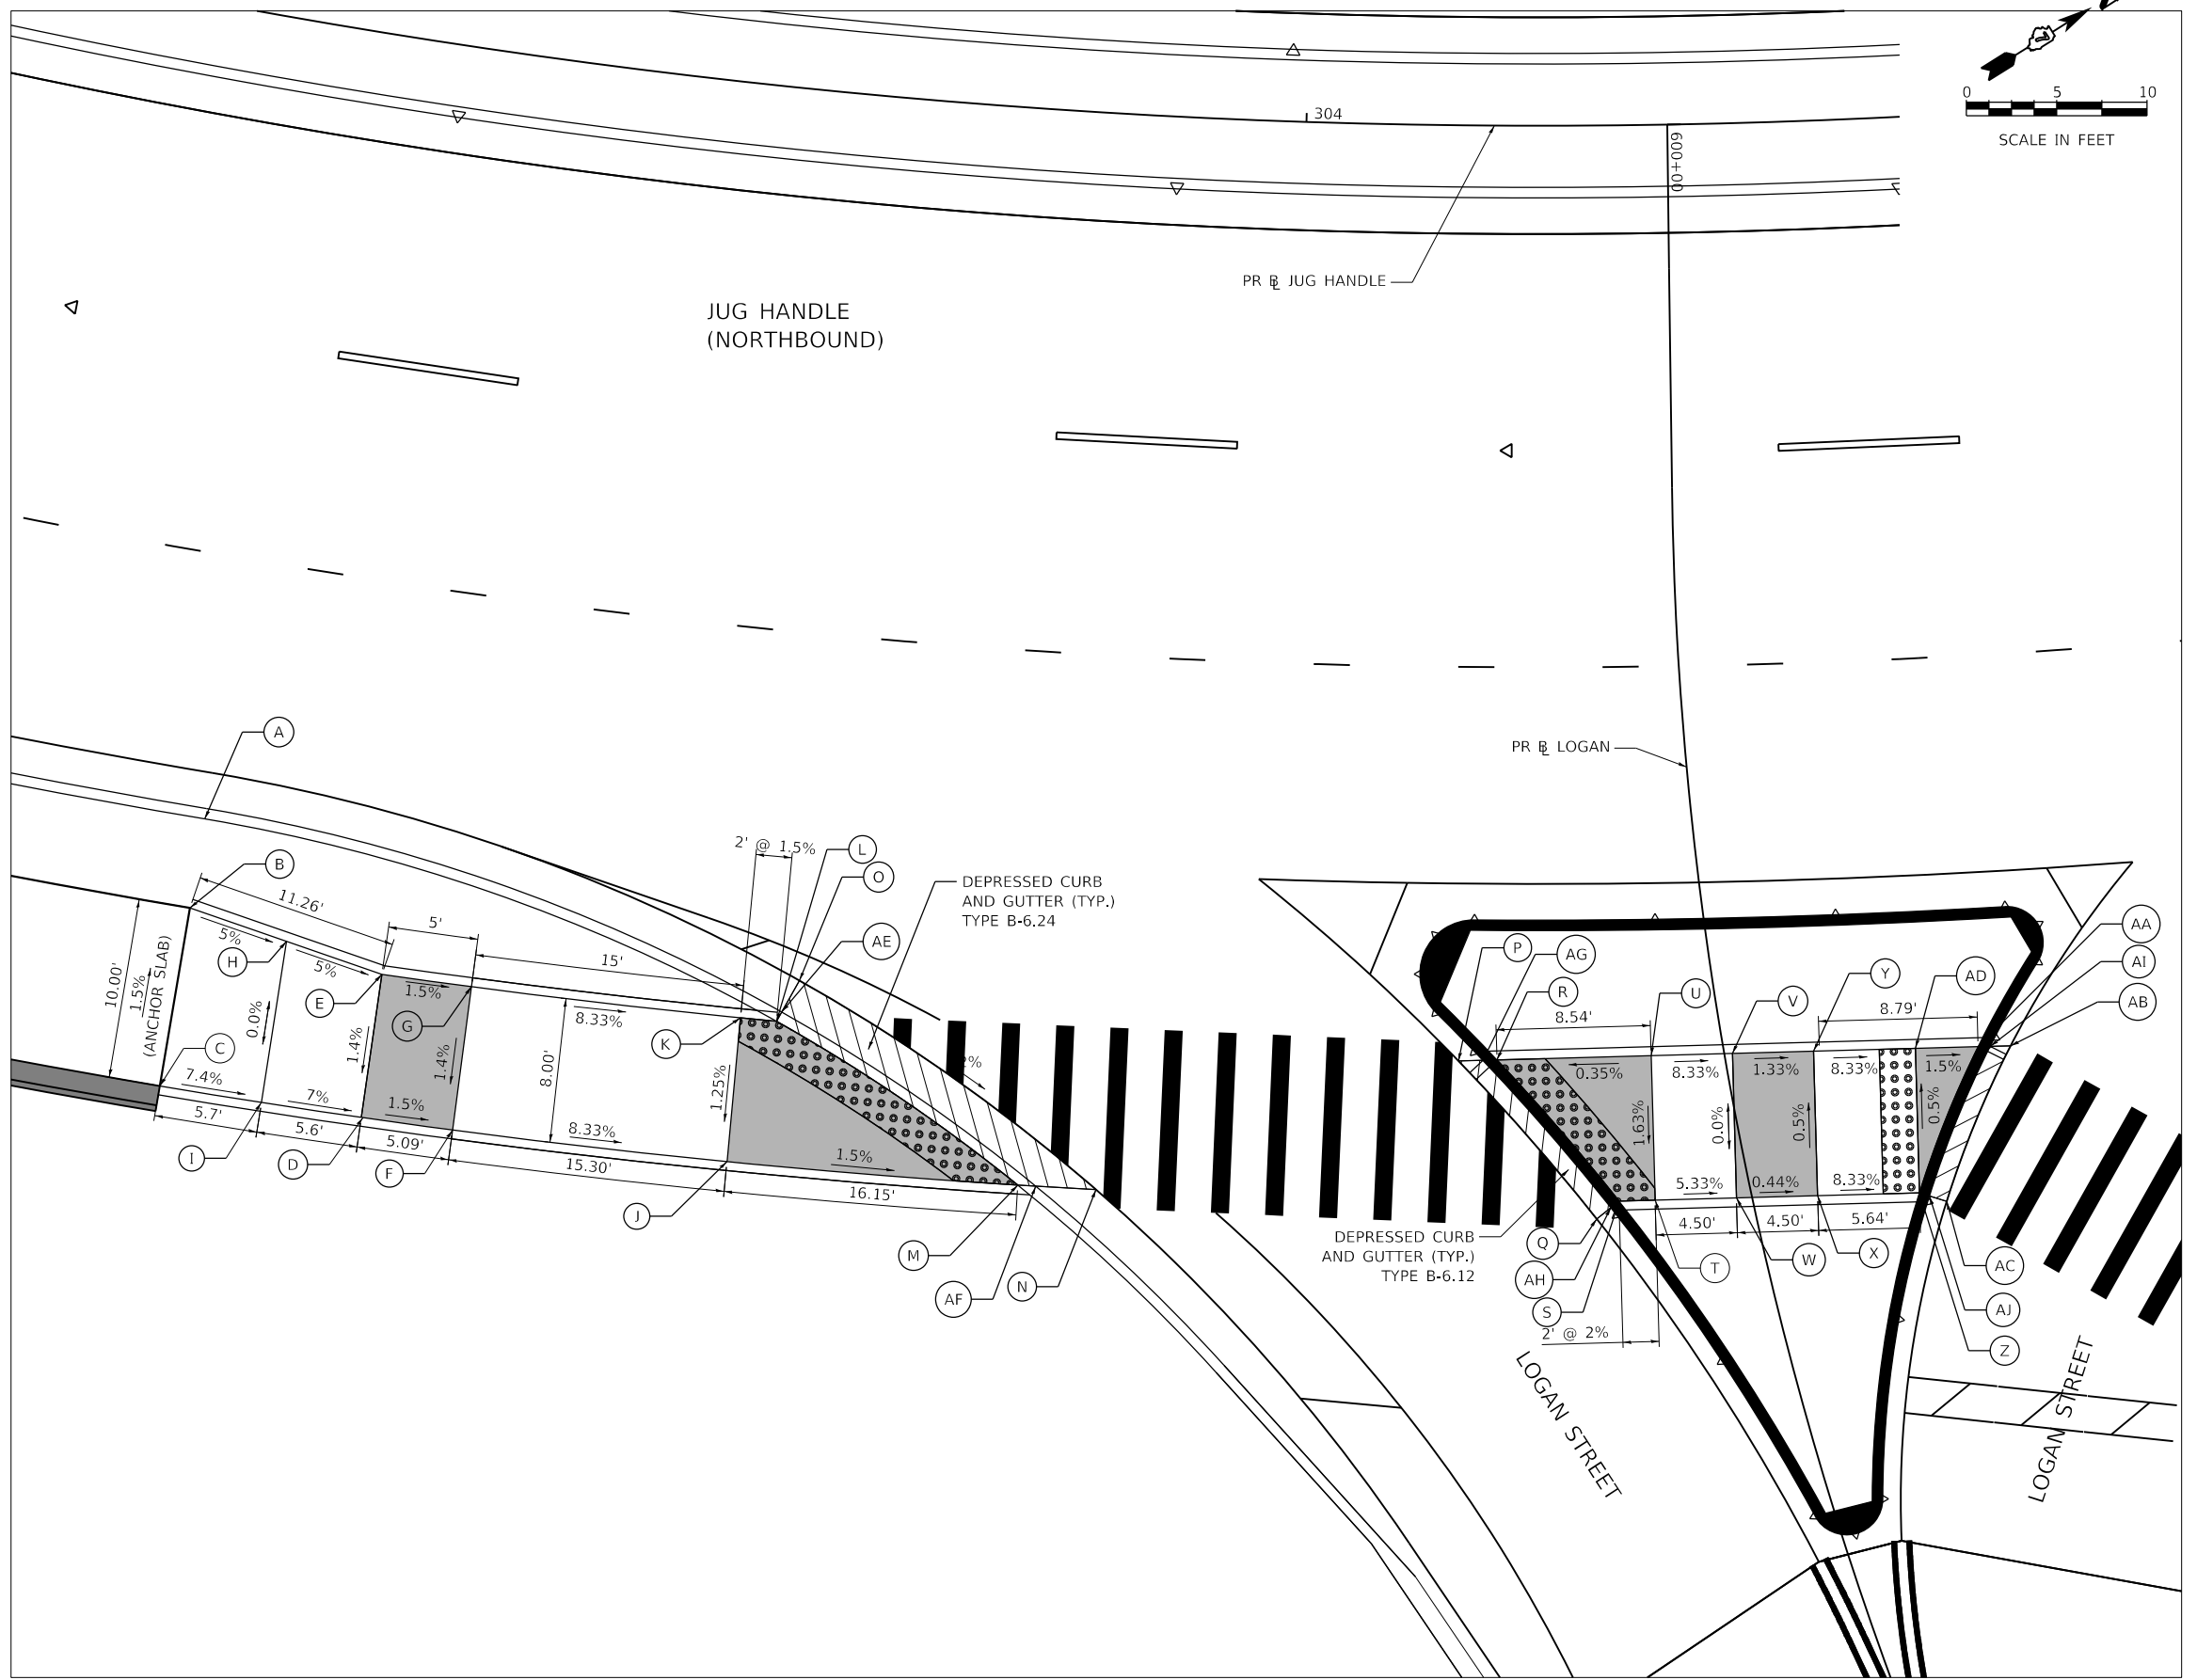 304
600+00
0 5 10
SCALE IN FEET
PR ℄ JUG HANDLE
JUG HANDLE
(NORTHBOUND)
PR ℄ LOGAN
A
B
11.26'
5'
15'
2' @ 1.5%
L
O
AE
DEPRESSED CURB
AND GUTTER (TYP.)
TYPE B-6.24
10.00'
1.5%
(ANCHOR SLAB)
5%
H
5%
E
1.5%
G
8.33%
K
C
7.4%
0.0%
1.4%
1.4%
8.00'
1.25%
7%
1.5%
8.33%
1.5%
5.7'
5.6'
5.09'
15.30'
16.15'
I
D
F
J
M
AF
N
P
AG
R
U
V
Y
AD
AA
AI
AB
8.54'
8.79'
0.35%
8.33%
1.33%
8.33%
1.5%
1.63%
0.0%
0.5%
0.5%
5.33%
0.44%
8.33%
4.50'
4.50'
5.64'
DEPRESSED CURB
AND GUTTER (TYP.)
TYPE B-6.12
Q
AH
S
T
W
X
AC
AJ
Z
2' @ 2%
LOGAN STREET
LOGAN STREET